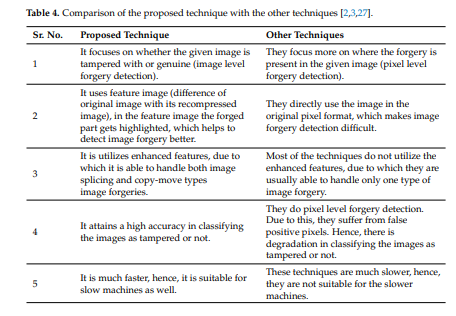 Table 4. Comparison of the proposed technique with the other techniques [2,3,27].
Sr. No. Proposed Technique Other Techniques
1
It focuses on whether the given image is
tampered with or genuine (image level
forgery detection).
They focus more on where the forgery is
present in the given image (pixel level
forgery detection).
2
It uses feature image (difference of
original image with its recompressed
image), in the feature image the forged
part gets highlighted, which helps to
detect image forgery better.
They directly use the image in the
original pixel format, which makes image
forgery detection difficult.
3
It is utilizes enhanced features, due to
which it is able to handle both image
splicing and copy-move types
image forgeries.
Most of the techniques do not utilize the
enhanced features, due to which they are
usually able to handle only one type of
image forgery.
4
It attains a high accuracy in classifying
the images as tampered or not.
They do pixel level forgery detection.
Due to this, they suffer from false
positive pixels. Hence, there is
degradation in classifying the images as
tampered or not.
5
It is much faster, hence, it is suitable for
slow machines as well.
These techniques are much slower, hence,
they are not suitable for the slower
machines.